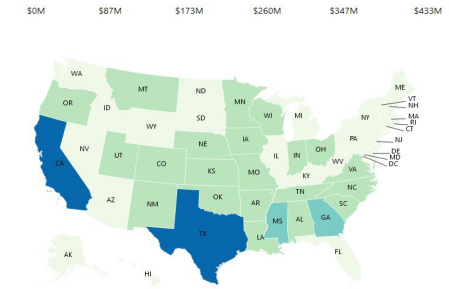 $0M $87M $173M $260M $347M $433M
WA
ME
MT
ND
VT
NH
OR
MN
ID
SD
WI
MI
NY
MA
RI
CT
WY
PA
NJ
NE
IA
NV
IL
IN
OH
DE
MD
DC
UT
CA
CO
KS
MO
WV
VA
KY
NC
TN
AZ
NM
OK
AR
SC
MS
AL
GA
TX
LA
FL
AK
HI